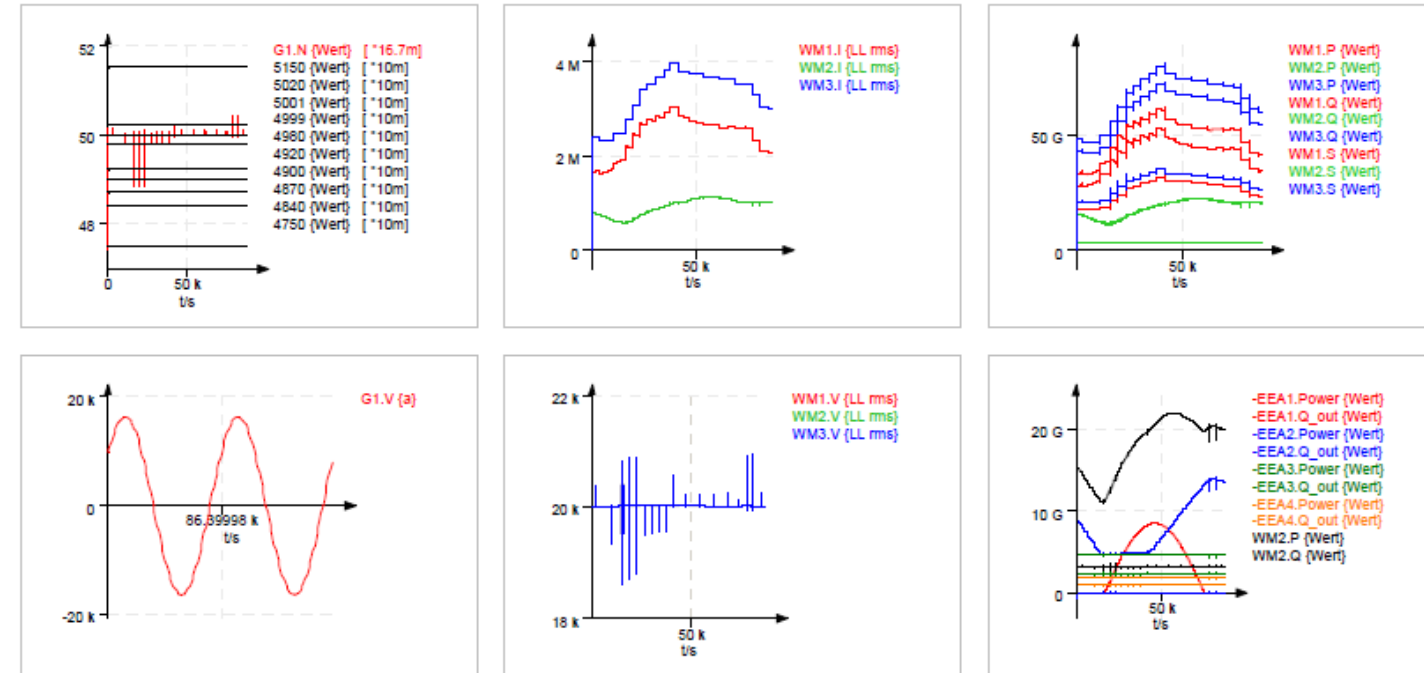 52
50
48
0
50 k
t/s
G1.N {Wert} [ *16.7m]
5150 {Wert} [ *10m]
5020 {Wert} [ *10m]
5001 {Wert} [ *10m]
4999 {Wert} [ *10m]
4980 {Wert} [ *10m]
4920 {Wert} [ *10m]
4900 {Wert} [ *10m]
4870 {Wert} [ *10m]
4840 {Wert} [ *10m]
4750 {Wert} [ *10m]
4 M
2 M
0
50 k
t/s
WM1.I {LL rms}
WM2.I {LL rms}
WM3.I {LL rms}
50 G
0
50 k
t/s
WM1.P {Wert}
WM2.P {Wert}
WM3.P {Wert}
WM1.Q {Wert}
WM2.Q {Wert}
WM3.Q {Wert}
WM1.S {Wert}
WM2.S {Wert}
WM3.S {Wert}
20 k
0
-20 k
86.39998 k
t/s
G1.V {a}
22 k
20 k
18 k
50 k
t/s
WM1.V {LL rms}
WM2.V {LL rms}
WM3.V {LL rms}
20 G
10 G
0
50 k
t/s
-EEA1.Power {Wert}
-EEA1.Q_out {Wert}
-EEA2.Power {Wert}
-EEA2.Q_out {Wert}
-EEA3.Power {Wert}
-EEA3.Q_out {Wert}
-EEA4.Power {Wert}
-EEA4.Q_out {Wert}
WM2.P {Wert}
WM2.Q {Wert}